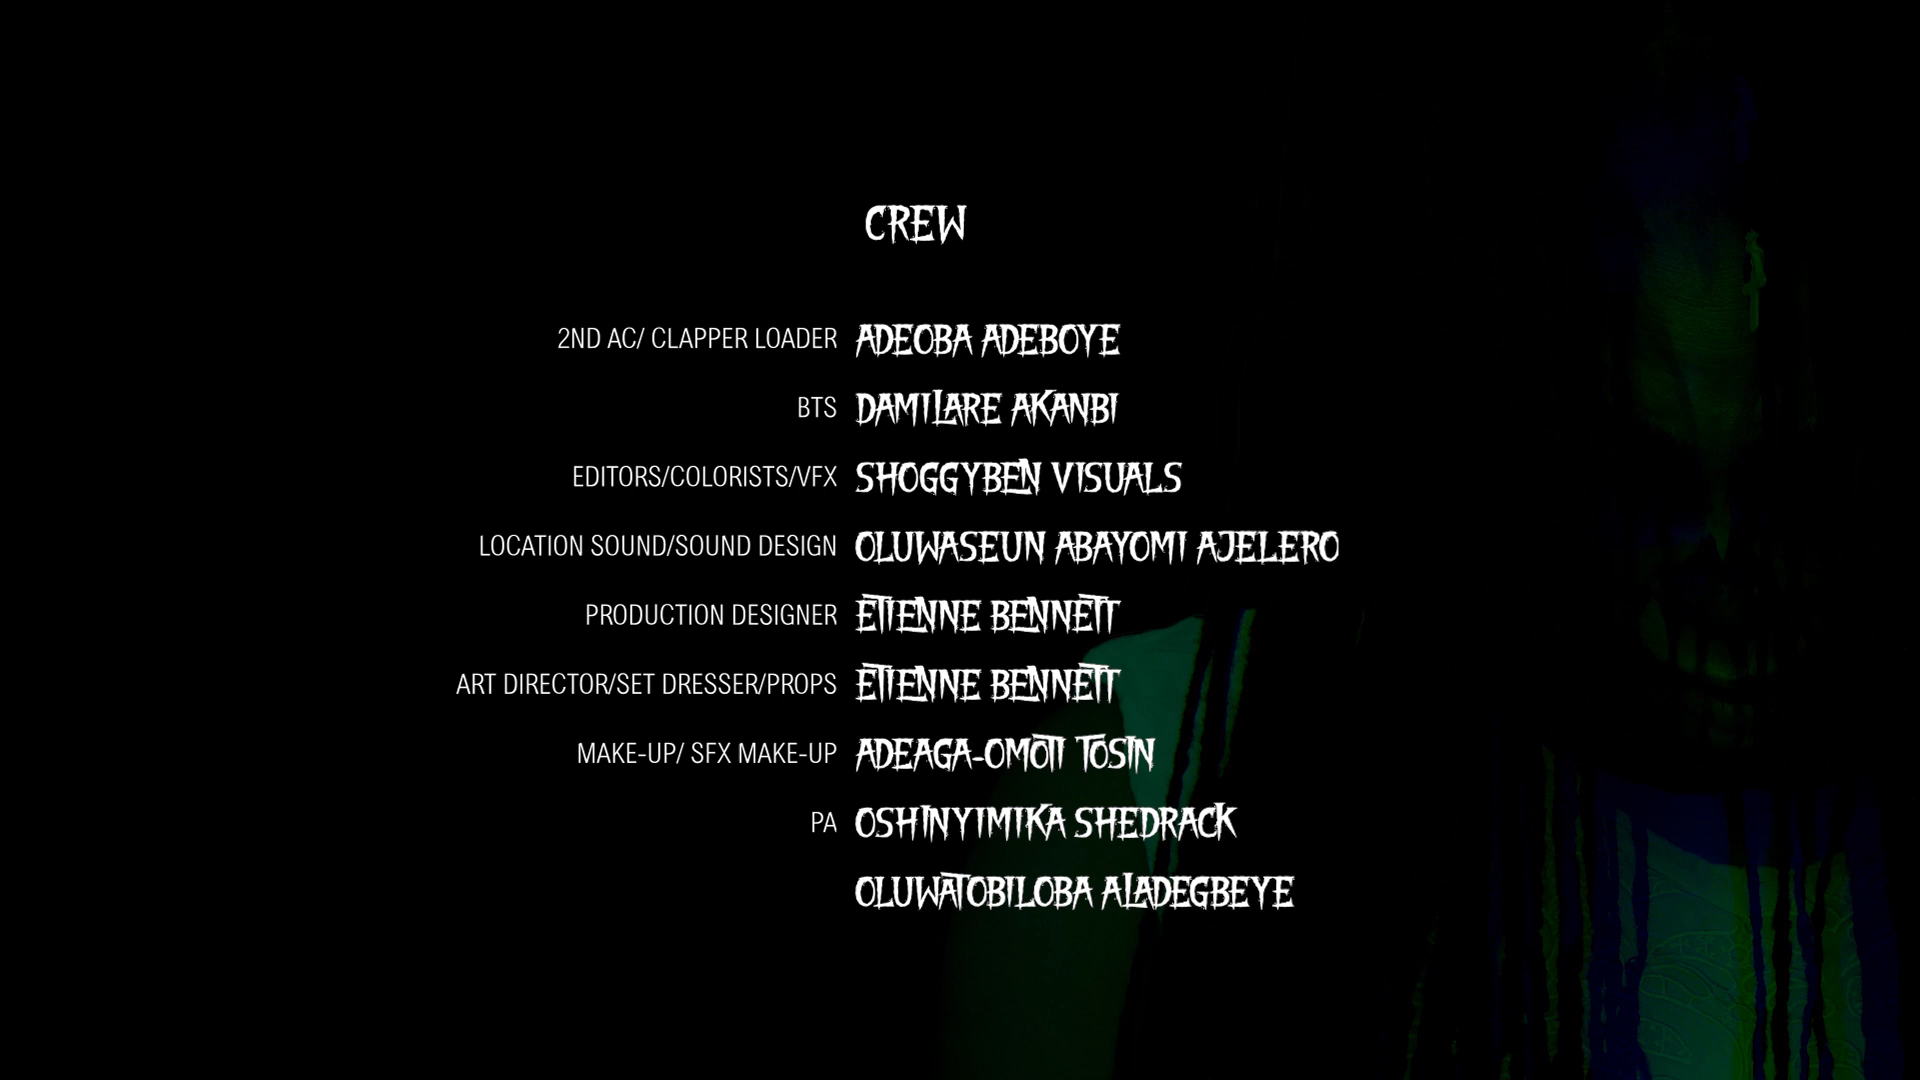 CREW
2ND AC/ CLAPPER LOADER ADEOBA ADEBOYE
BTS DAMILARE AKANBI
EDITORS/COLORISTS/VFX SHOGGYBEN VISUALS
LOCATION SOUND/SOUND DESIGN OLUWASEUN ABAYOMI AJELERO
PRODUCTION DESIGNER ETIENNE BENNETT
ART DIRECTOR/SET DRESSER/PROPS ETIENNE BENNETT
MAKE-UP/ SFX MAKE-UP ADEAGA-OMOTI TOSIN
PA OSHINYIMIKA SHEDRACK
OLUWATOBILOBA ALADEGBEYE